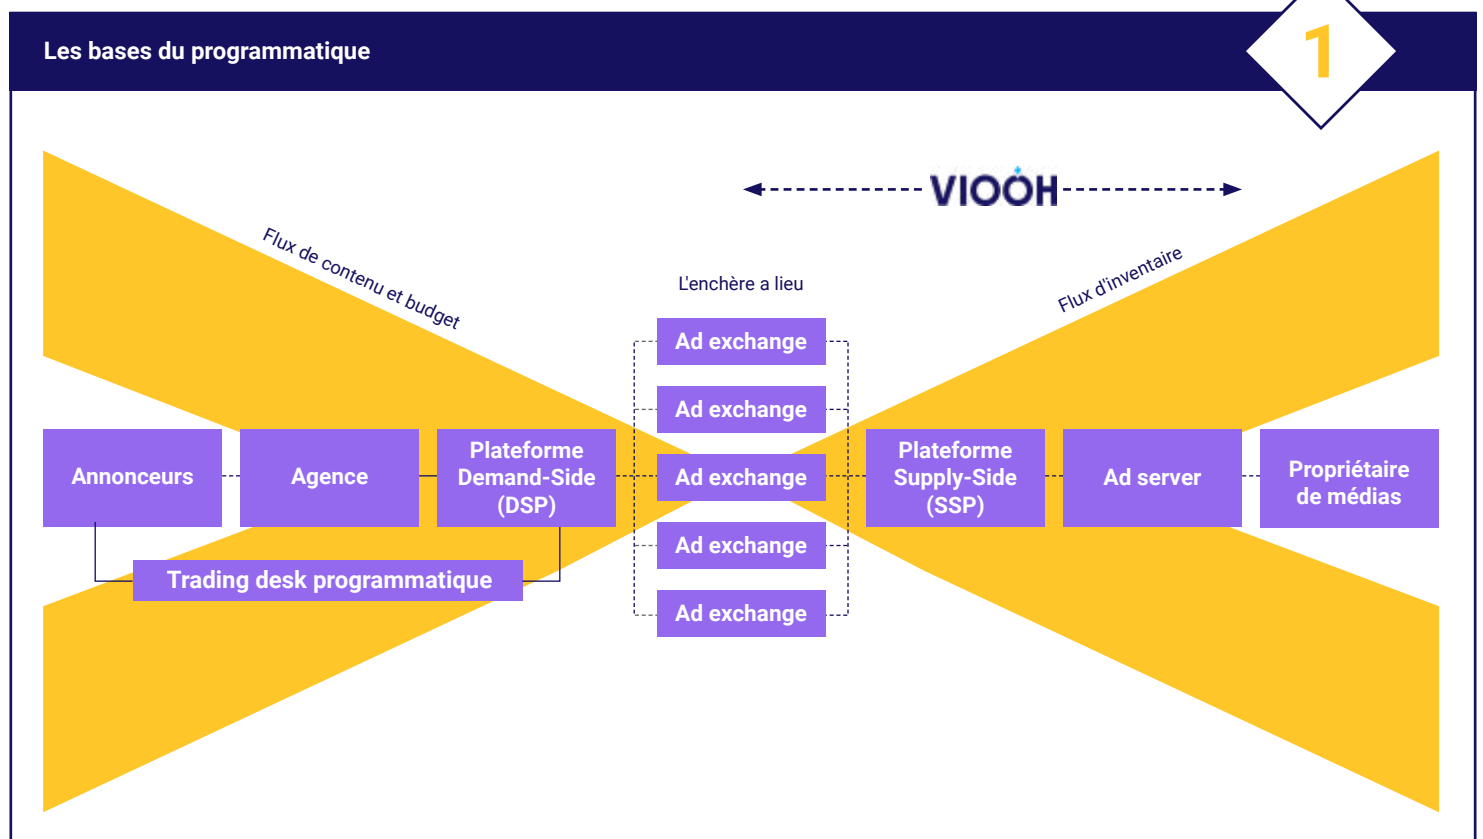 Les bases du programmatique
1
VIOOH
Flux de contenu et budget
L'enchère a lieu
Flux d'inventaire
Ad exchange
Ad exchange
Ad exchange
Ad exchange
Ad exchange
Annonceurs
Agence
Plateforme
Demand-Side
(DSP)
Plateforme
Supply-Side
(SSP)
Ad server
Propriétaire
de médias
Trading desk programmatique